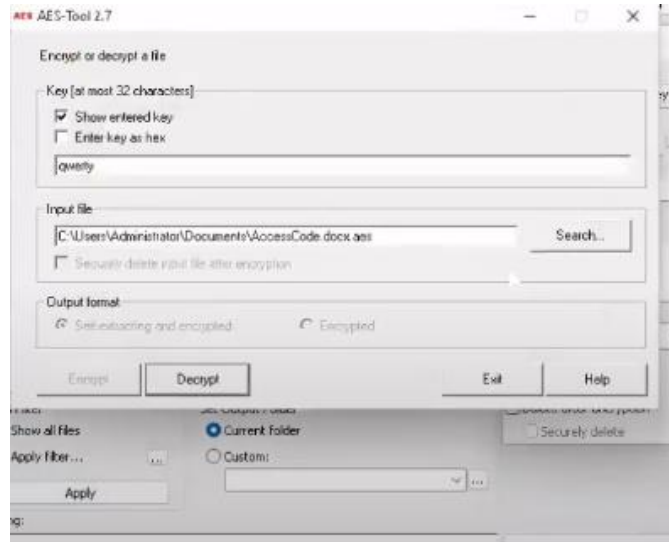 AES AES-Tool 2.7
Encrypt or decrypt a file
Key [at most 32 characters]
Show entered key
Enter key as hex
qwerty
Input file
C:\Users\Administrator\Documents\AccessCode.docx.aes
Search...
Securely delete input file after encryption
Output format
Self-extracting and encrypted
Encrypted
Encrypt
Decrypt
Exit
Help
Show all files
Current folder
Securely delete
Apply filter...
...
Custom:
...
Apply